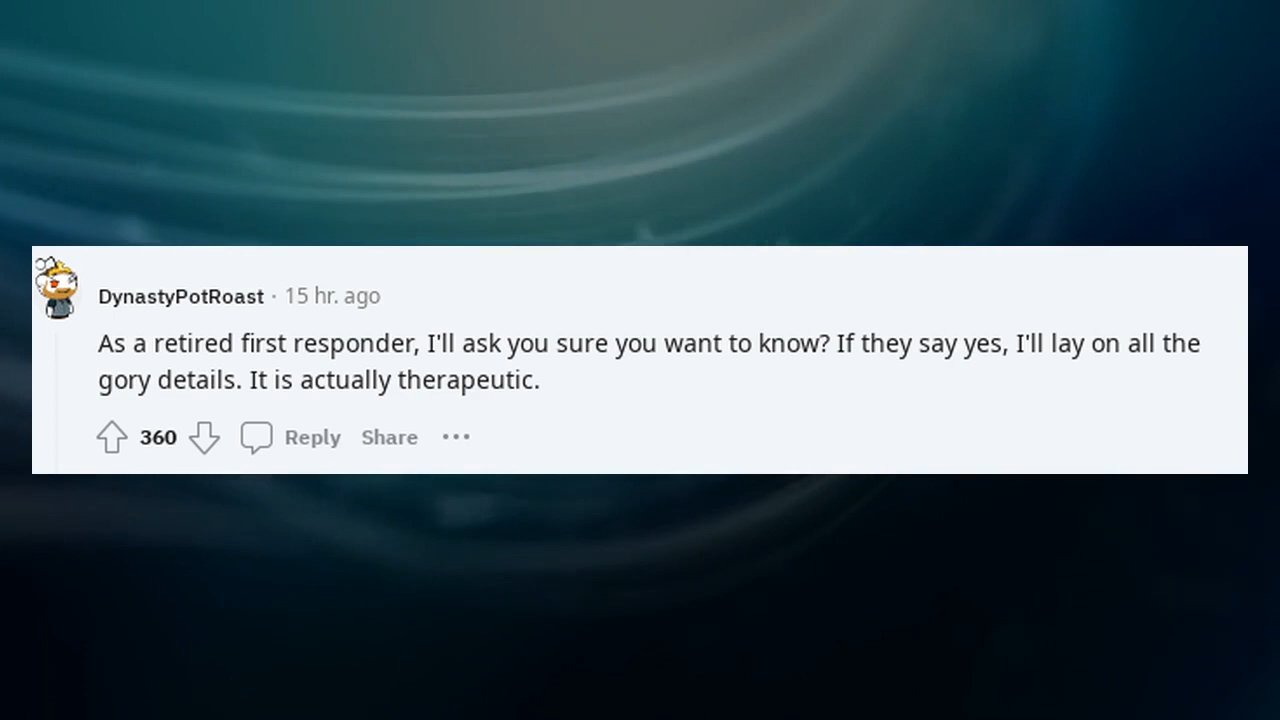 DynastyPotRoast · 15 hr. ago
As a retired first responder, I'll ask you sure you want to know? If they say yes, I'll lay on all the
gory details. It is actually therapeutic.
360 Reply Share •••